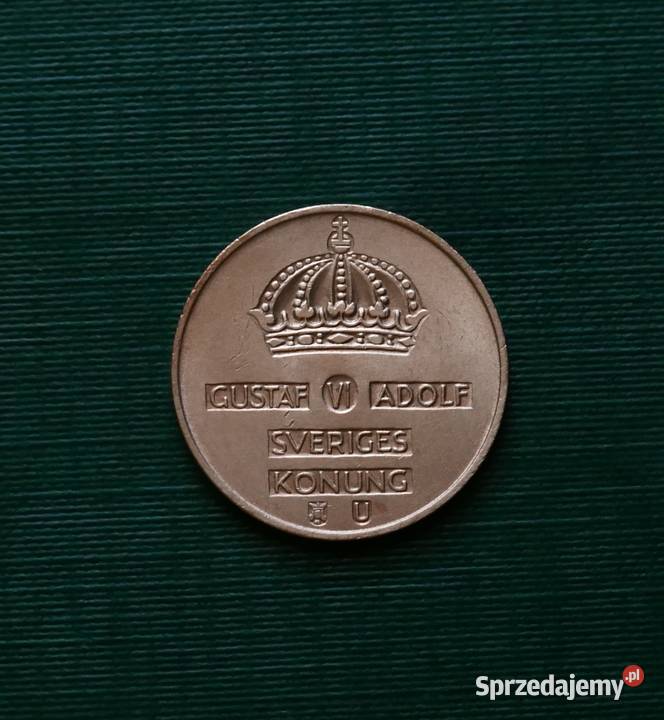 GUSTAF VI ADOLF
SVERIGES
KONUNG
U
Sprzedajemy.pl